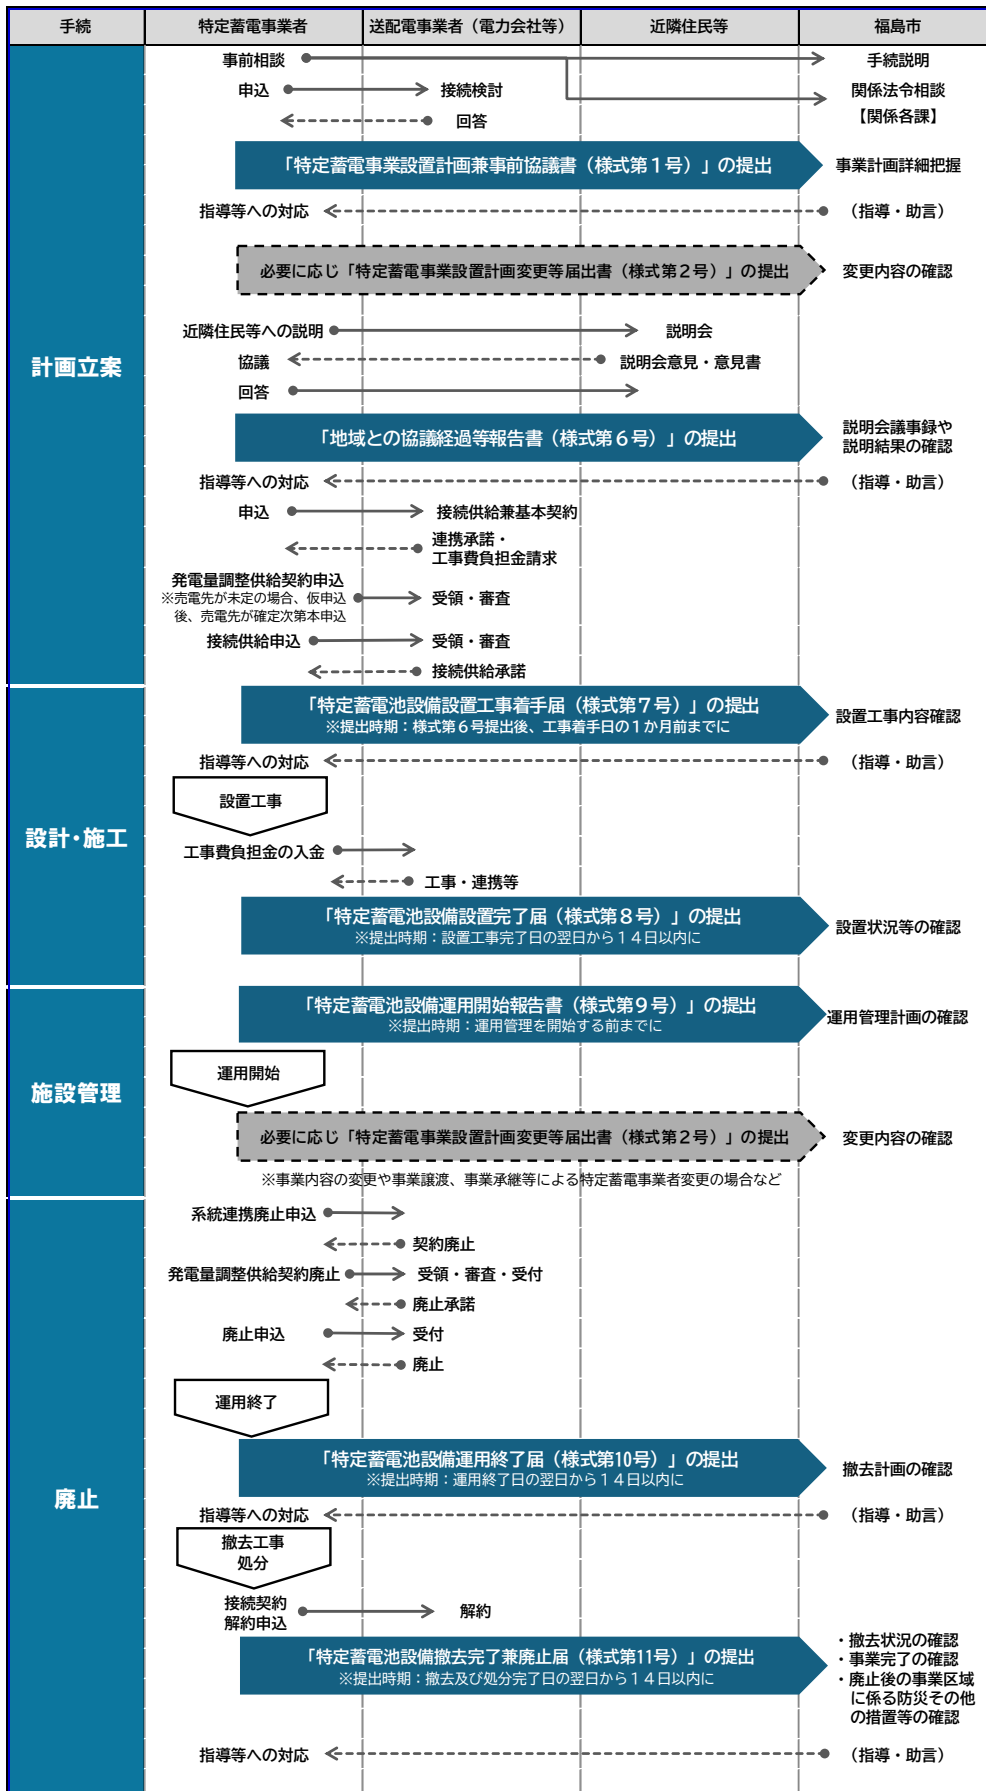 手続
特定蓄電事業者
送配電事業者（電力会社等）
近隣住民等
福島市
計画立案
事前相談
手続説明
申込
接続検討
関係法令相談
【関係各課】
回答
「特定蓄電事業設置計画兼事前協議書（様式第１号）」の提出
事業計画詳細把握
指導等への対応
（指導・助言）
必要に応じ「特定蓄電事業設置計画変更等届出書（様式第２号）」の提出
変更内容の確認
近隣住民等への説明
説明会
協議
説明会意見・意見書
回答
「地域との協議経過等報告書（様式第６号）」の提出
説明会議事録や
説明結果の確認
指導等への対応
（指導・助言）
申込
接続供給兼基本契約
連携承諾・
工事費負担金請求
発電量調整供給契約申込
※売電先が未定の場合、仮申込
後、売電先が確定次第本申込
受領・審査
接続供給申込
受領・審査
接続供給承諾
設計・施工
「特定蓄電池設備設置工事着手届（様式第７号）」の提出
※提出時期：様式第６号提出後、工事着手日の１か月前までに
設置工事内容確認
指導等への対応
（指導・助言）
設置工事
工事費負担金の入金
工事・連携等
「特定蓄電池設備設置完了届（様式第８号）」の提出
※提出時期：設置工事完了日の翌日から１４日以内に
設置状況等の確認
施設管理
「特定蓄電池設備運用開始報告書（様式第９号）」の提出
※提出時期：運用管理を開始する前までに
運用管理計画の確認
運用開始
必要に応じ「特定蓄電事業設置計画変更等届出書（様式第２号）」の提出
変更内容の確認
※事業内容の変更や事業譲渡、事業承継等による特定蓄電事業者変更の場合など
廃止
系統連携廃止申込
契約廃止
発電量調整供給契約廃止
受領・審査・受付
廃止承諾
廃止申込
受付
廃止
運用終了
「特定蓄電池設備運用終了届（様式第10号）」の提出
※提出時期：運用終了日の翌日から１４日以内に
撤去計画の確認
指導等への対応
（指導・助言）
撤去工事
処分
接続契約
解約申込
解約
「特定蓄電池設備撤去完了兼廃止届（様式第11号）」の提出
※提出時期：撤去及び処分完了日の翌日から１４日以内に
・撤去状況の確認
・事業完了の確認
・廃止後の事業区域
に係る防災その他
の措置等の確認
指導等への対応
（指導・助言）